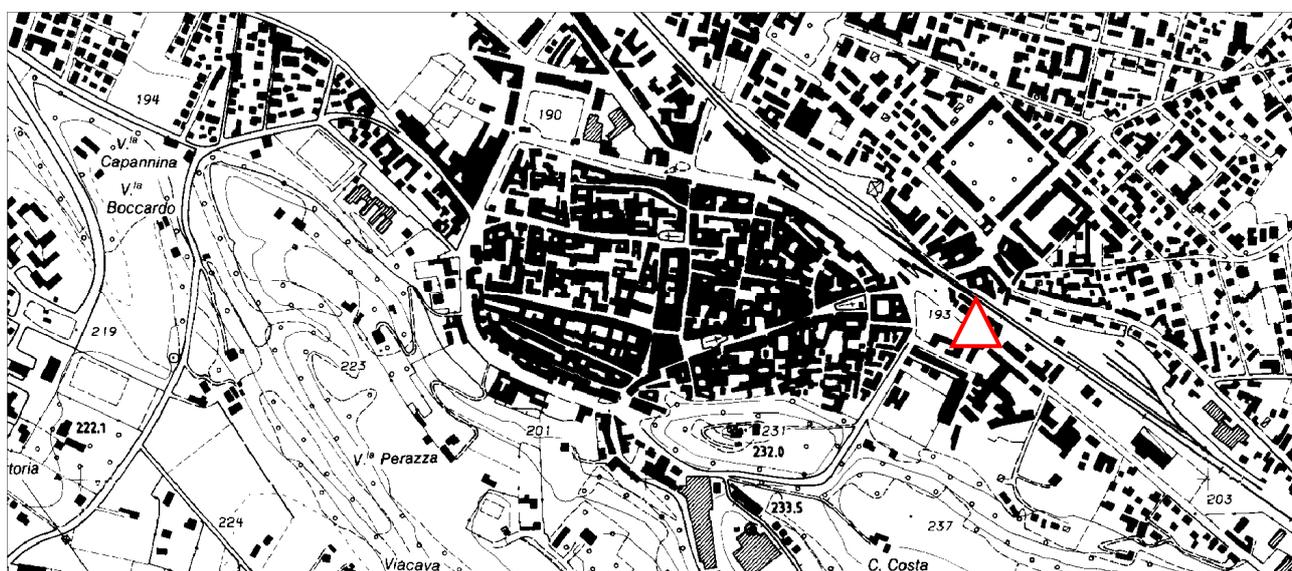 194
190
V.ˡᵃ
Capannina
V.ˡᵃ
Boccardo
193
219
223
222.1
201
231
232.0
toria
V.ˡᵃ Perazza
203
233.5
224
237
Viacava
C. Costa